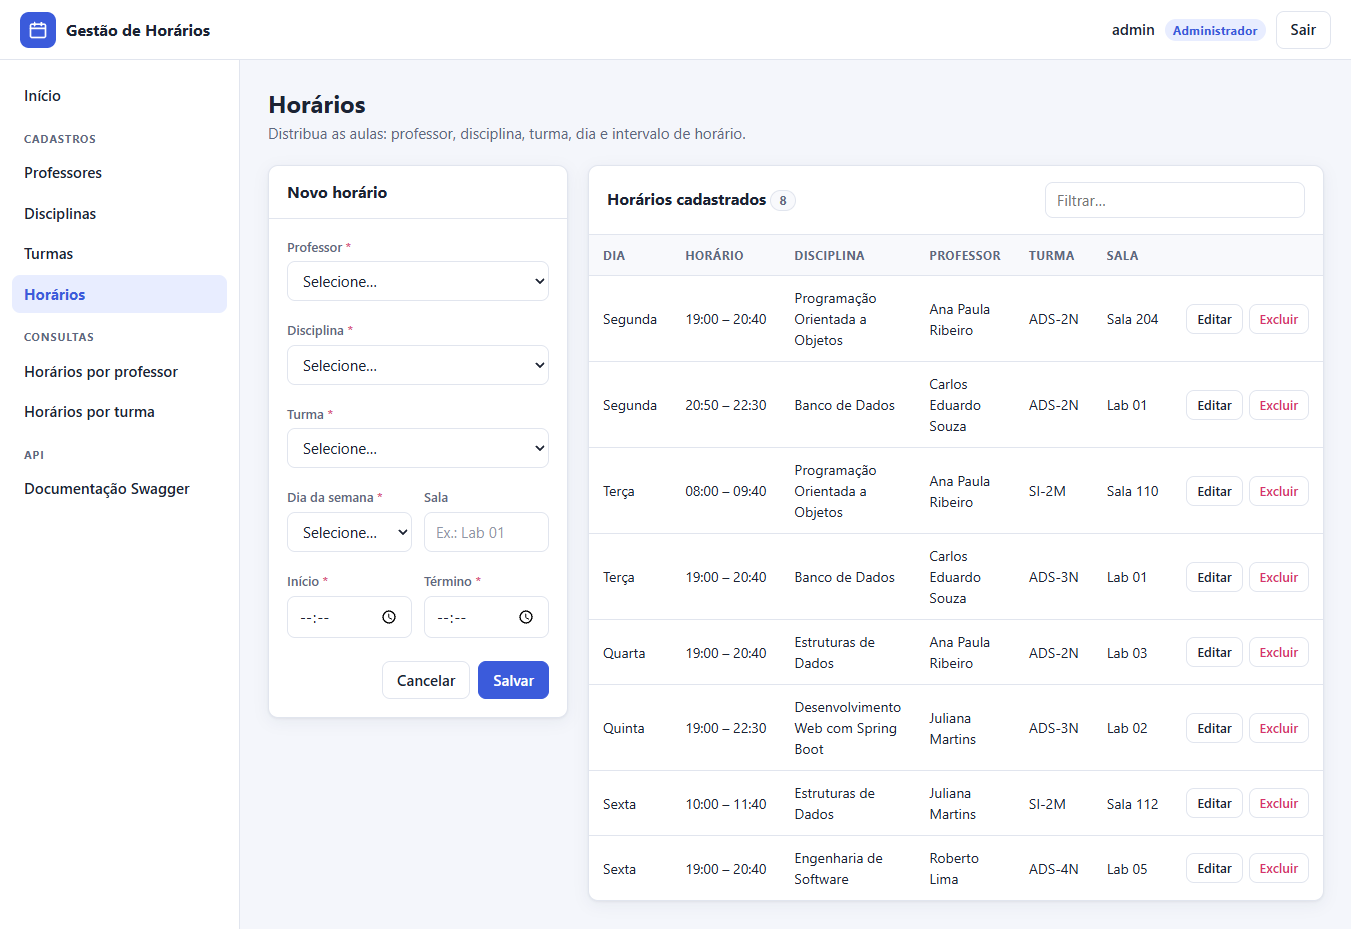 Gestão de Horários
admin Administrador Sair
Início
CADASTROS
Professores
Disciplinas
Turmas
Horários
CONSULTAS
Horários por professor
Horários por turma
API
Documentação Swagger
Horários
Distribua as aulas: professor, disciplina, turma, dia e intervalo de horário.
Novo horário
Professor *
Selecione...
Disciplina *
Selecione...
Turma *
Selecione...
Dia da semana * Sala
Selecione... Ex.: Lab 01
Início * Término *
--:-- --:--
Cancelar Salvar
Horários cadastrados 8 Filtrar...
DIA HORÁRIO DISCIPLINA PROFESSOR TURMA SALA
Segunda 19:00 – 20:40 Programação Orientada a Objetos Ana Paula Ribeiro ADS-2N Sala 204 Editar Excluir
Segunda 20:50 – 22:30 Banco de Dados Carlos Eduardo Souza ADS-2N Lab 01 Editar Excluir
Terça 08:00 – 09:40 Programação Orientada a Objetos Ana Paula Ribeiro SI-2M Sala 110 Editar Excluir
Terça 19:00 – 20:40 Banco de Dados Carlos Eduardo Souza ADS-3N Lab 01 Editar Excluir
Quarta 19:00 – 20:40 Estruturas de Dados Ana Paula Ribeiro ADS-2N Lab 03 Editar Excluir
Quinta 19:00 – 22:30 Desenvolvimento Web com Spring Boot Juliana Martins ADS-3N Lab 02 Editar Excluir
Sexta 10:00 – 11:40 Estruturas de Dados Juliana Martins SI-2M Sala 112 Editar Excluir
Sexta 19:00 – 20:40 Engenharia de Software Roberto Lima ADS-4N Lab 05 Editar Excluir